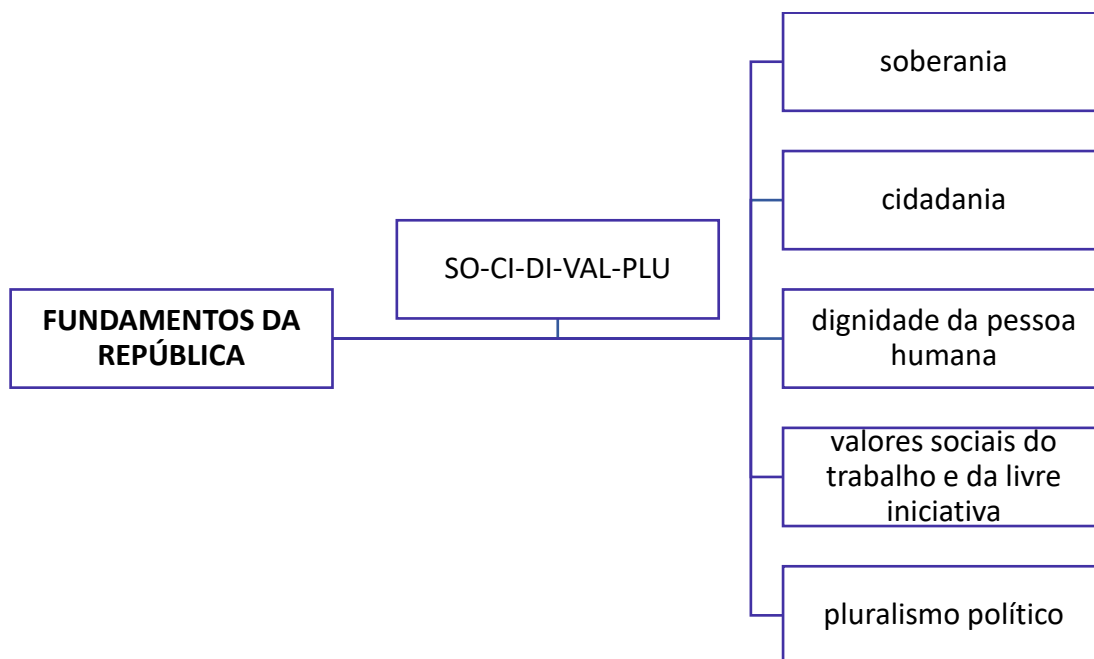 FUNDAMENTOS DA
REPÚBLICA
SO-CI-DI-VAL-PLU
soberania
cidadania
dignidade da pessoa
humana
valores sociais do
trabalho e da livre
iniciativa
pluralismo político